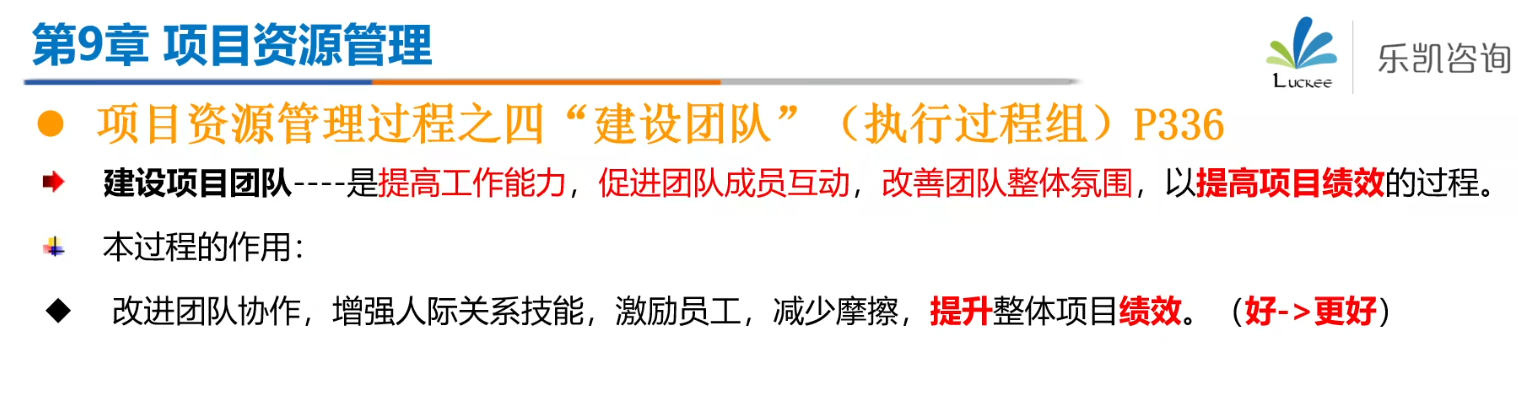 第9章 项目资源管理
Luckee 乐凯咨询
项目资源管理过程之四“建设团队”（执行过程组）P336
建设项目团队----是提高工作能力，促进团队成员互动，改善团队整体氛围，以提高项目绩效的过程。
本过程的作用：
改进团队协作，增强人际关系技能，激励员工，减少摩擦，提升整体项目绩效。（好->更好）